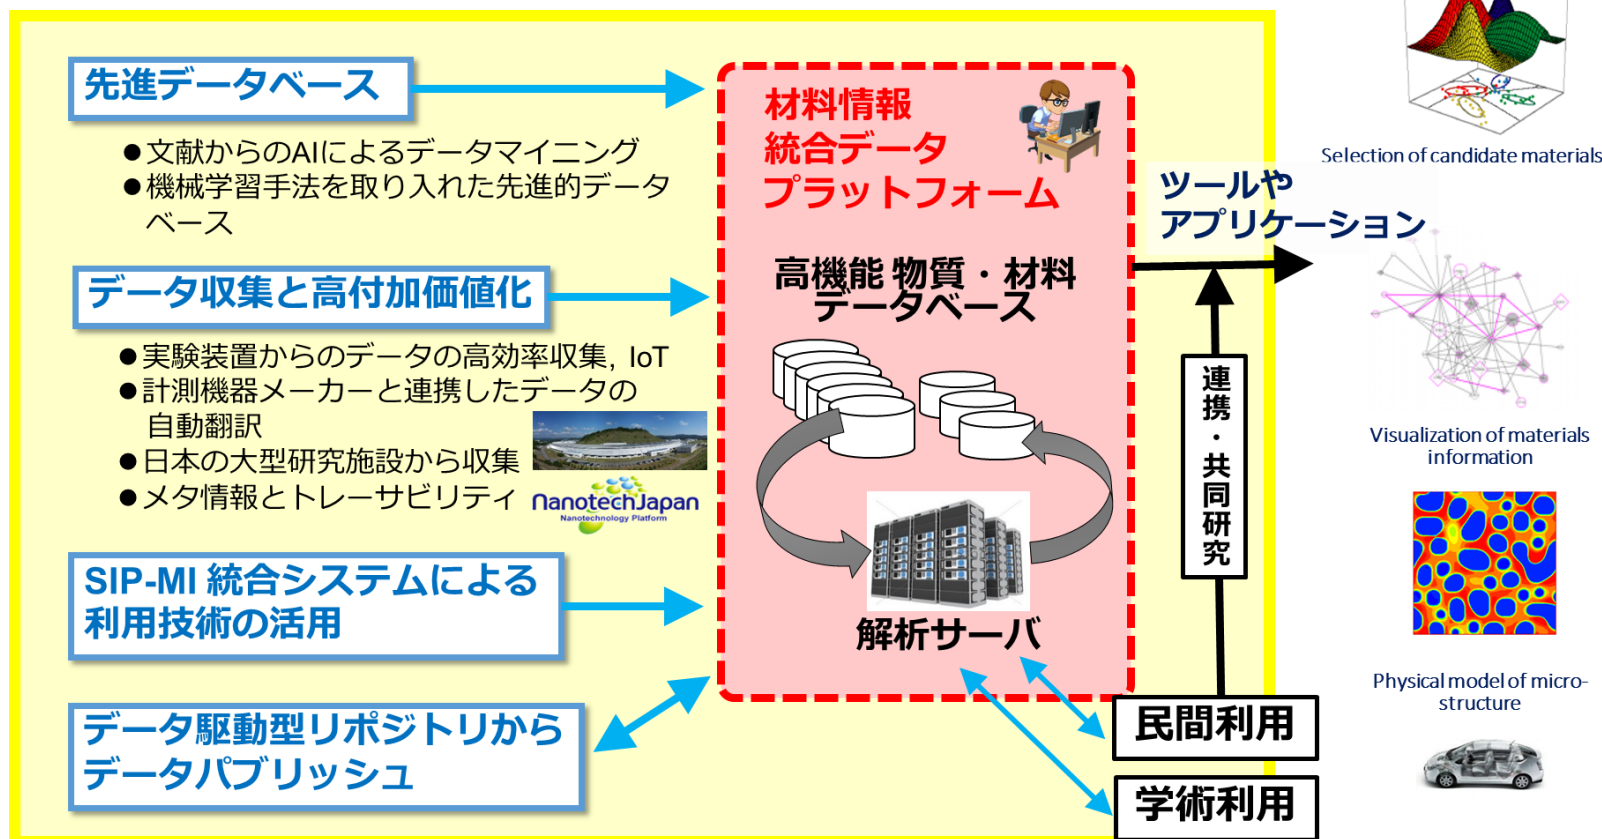 先進データベース
●文献からのAIによるデータマイニング
●機械学習手法を取り入れた先進的データ
ベース
データ収集と高付加価値化
●実験装置からのデータの高効率収集, IoT
●計測機器メーカーと連携したデータの
自動翻訳
●日本の大型研究施設から収集
●メタ情報とトレーサビリティ
NanotechJapan
Nanotechnology Platform
SIP-MI 統合システムによる
利用技術の活用
データ駆動型リポジトリから
データパブリッシュ
材料情報
統合データ
プラットフォーム
高機能 物質・材料
データベース
解析サーバ
ツールや
アプリケーション
連携・共同研究
民間利用
学術利用
Selection of candidate materials
Visualization of materials
information
Physical model of micro-
structure